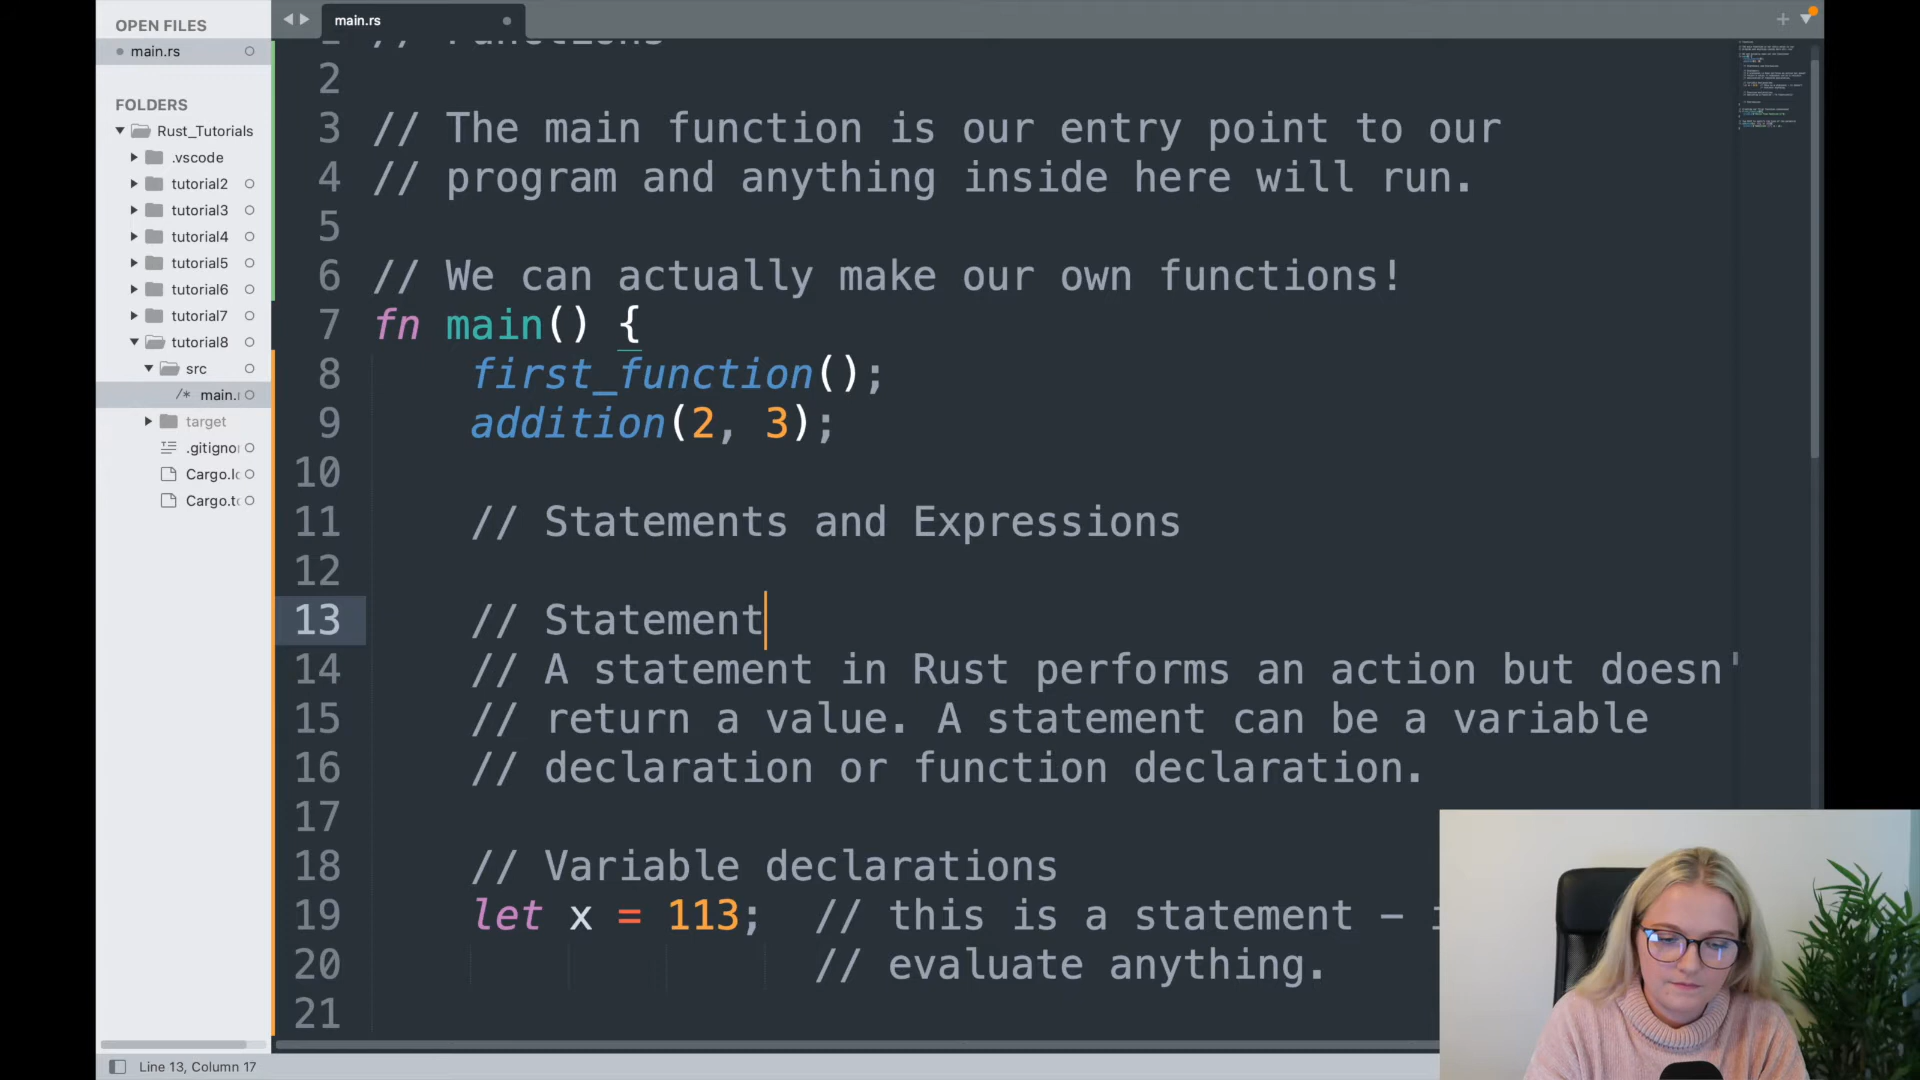 OPEN FILES
main.rs
FOLDERS
Rust_Tutorials
.vscode
tutorial2
tutorial3
tutorial4
tutorial5
tutorial6
tutorial7
tutorial8
src
/* main.
target
.gitigno
Cargo.l
Cargo.t
main.rs
1 // Functions
2
3 // The main function is our entry point to our
4 // program and anything inside here will run.
5
6 // We can actually make our own functions!
7 fn main() {
8 first_function();
9 addition(2, 3);
10
11 // Statements and Expressions
12
13 // Statement
14 // A statement in Rust performs an action but doesn'
15 // return a value. A statement can be a variable
16 // declaration or function declaration.
17
18 // Variable declarations
19 let x = 113; // this is a statement –
20 // evaluate anything.
21
Line 13, Column 17